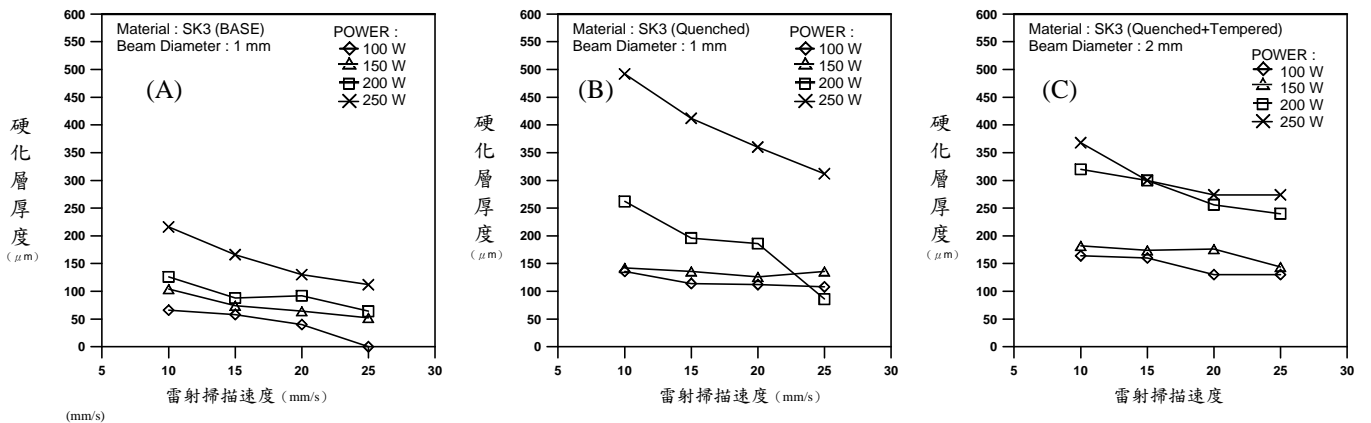 Material : SK3 (BASE)
Beam Diameter : 1 mm
POWER :
100 W
150 W
200 W
250 W
(A)
600
550
500
450
400
350
300
250
200
150
100
50
0
5
10
15
20
25
30
硬化層厚度
(μm)
雷射掃描速度 (mm/s)
(mm/s)
Material : SK3 (Quenched)
Beam Diameter : 1 mm
POWER :
100 W
150 W
200 W
250 W
(B)
600
550
500
450
400
350
300
250
200
150
100
50
0
5
10
15
20
25
30
硬化層厚度
(μm)
雷射掃描速度 (mm/s)
Material : SK3 (Quenched+Tempered)
Beam Diameter : 2 mm
POWER :
100 W
150 W
200 W
250 W
(C)
600
550
500
450
400
350
300
250
200
150
100
50
0
5
10
15
20
25
30
硬化層厚度
(μm)
雷射掃描速度